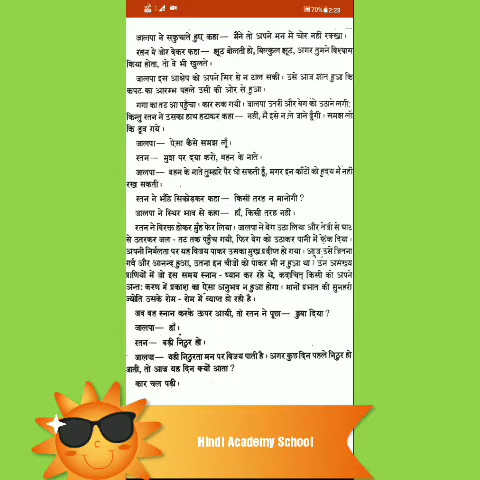 70% 2:23
जालपा ने सकुचाते हुए कहा— मैंने तो अपने मन में चोर नहीं रक्खा।
रतन ने जोर देकर कहा— झूठ बोलती हो, बिल्कुल झूठ, अगर तुमने विश्वास
किया होता, तो वे भी खुलते।
जालपा इस आक्षेप को अपने सिर से न टाल सकी। उसे आज ज्ञात हुआ कि
कपट का आरम्भ पहले उसी की ओर से हुआ।
गंगा का तट आ पहुँचा। कार रूक गयी। जालपा उतरी और बेग को उठाने लगी;
किन्तु रतन ने उसका हाथ हटाकर कहा— नहीं, मैं इसे न ले जाने दूँगी। समझ लो
कि डूब गये।
जालपा— ऐसा कैसे समझ लूँ।
रतन— मुझ पर दया करो, बहन के नाते।
जालपा— बहन के नाते तुम्हारे पैर धो सकती हूँ, मगर इन काँटों को हृदय में नहीं
रख सकती।
रतन ने भौंहें सिकोड़कर कहा— किसी तरह न मानोगी?
जालपा ने स्थिर भाव से कहा— हाँ, किसी तरह नहीं।
रतन ने विरक्त होकर मुँह फेर लिया। जालपा ने बेग उठा लिया और तेजी से घाट
से उतरकर जल - तट तक पहुँच गयी, फिर बेग को उठाकर पानी में फेंक दिया।
अपनी निर्बलता पर यह विजय पाकर उसका मुख प्रदीप्त हो गया। आज उसे जितना
गर्व और आनन्द हुआ, उतना इन चीजों को पाकर भी न हुआ था। उन असंख्य
प्राणियों में जो इस समय स्नान - ध्यान कर रहे थे, कदाचित् किसी को अपने
अन्त: करण में प्रकाश का ऐसा अनुभव न हुआ होगा। मानों प्रभात की सुनहरी
ज्योति उसके रोम - रोम में व्याप्त हो रही है।
जब वह स्नान करके ऊपर आयी, तो रतन ने पूछा— डुबा दिया?
जालपा— हाँ।
रतन— बड़ी निठुर हो।
जालपा— यही निठुरता मन पर विजय पाती है। अगर कुछ दिन पहले निठुर हो
जाती, तो आज यह दिन क्यों आता?
कार चल पड़ी।
Hindi Academy School